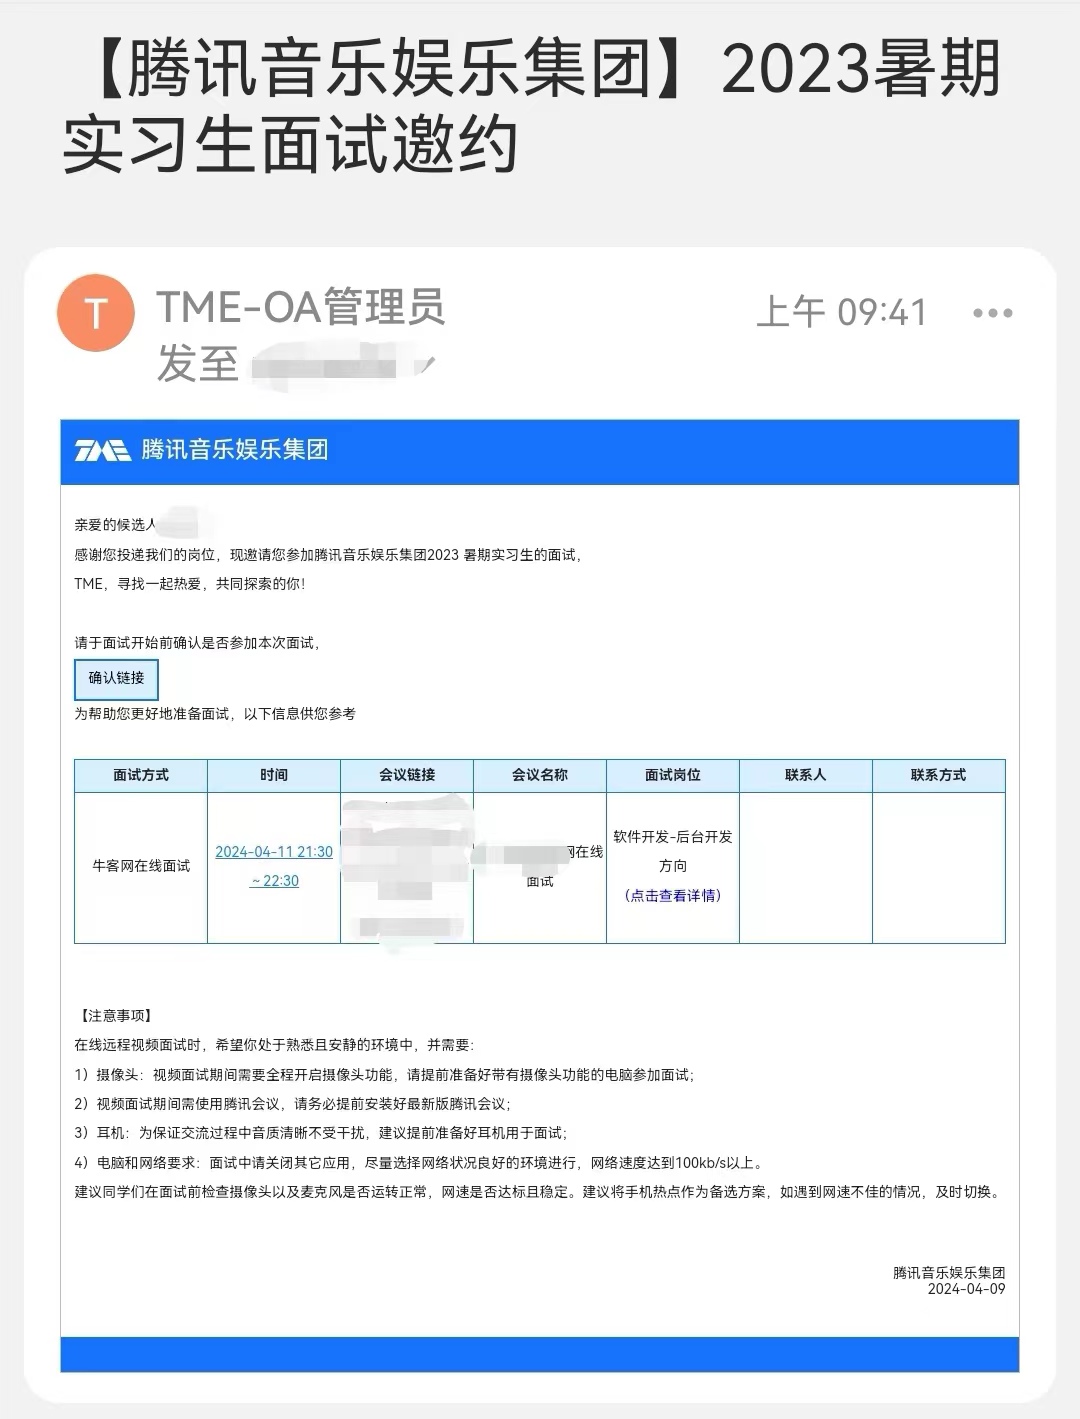 【腾讯音乐娱乐集团】2023暑期
实习生面试邀约
T
TME-OA管理员
上午 09:41
发至
TME 腾讯音乐娱乐集团
亲爱的候选人
感谢您投递我们的岗位，现邀请您参加腾讯音乐娱乐集团2023 暑期实习生的面试，
TME，寻找一起热爱，共同探索的你！
请于面试开始前确认是否参加本次面试，
确认链接
为帮助您更好地准备面试，以下信息供您参考
面试方式 时间 会议链接 会议名称 面试岗位 联系人 联系方式
牛客网在线面试
2024-04-11 21:30
~ 22:30
网在线
面试
软件开发-后台开发
方向
（点击查看详情）
【注意事项】
在线远程视频面试时，希望你处于熟悉且安静的环境中，并需要：
1）摄像头：视频面试期间需要全程开启摄像头功能，请提前准备好带有摄像头功能的电脑参加面试；
2）视频面试期间需使用腾讯会议，请务必提前安装好最新版腾讯会议；
3）耳机：为保证交流过程中音质清晰不受干扰，建议提前准备好耳机用于面试；
4）电脑和网络要求：面试中请关闭其它应用，尽量选择网络状况良好的环境进行，网络速度达到100kb/s以上。
建议同学们在面试前检查摄像头以及麦克风是否运转正常，网速是否达标且稳定。建议将手机热点作为备选方案，如遇到网速不佳的情况，及时切换。
腾讯音乐娱乐集团
2024-04-09